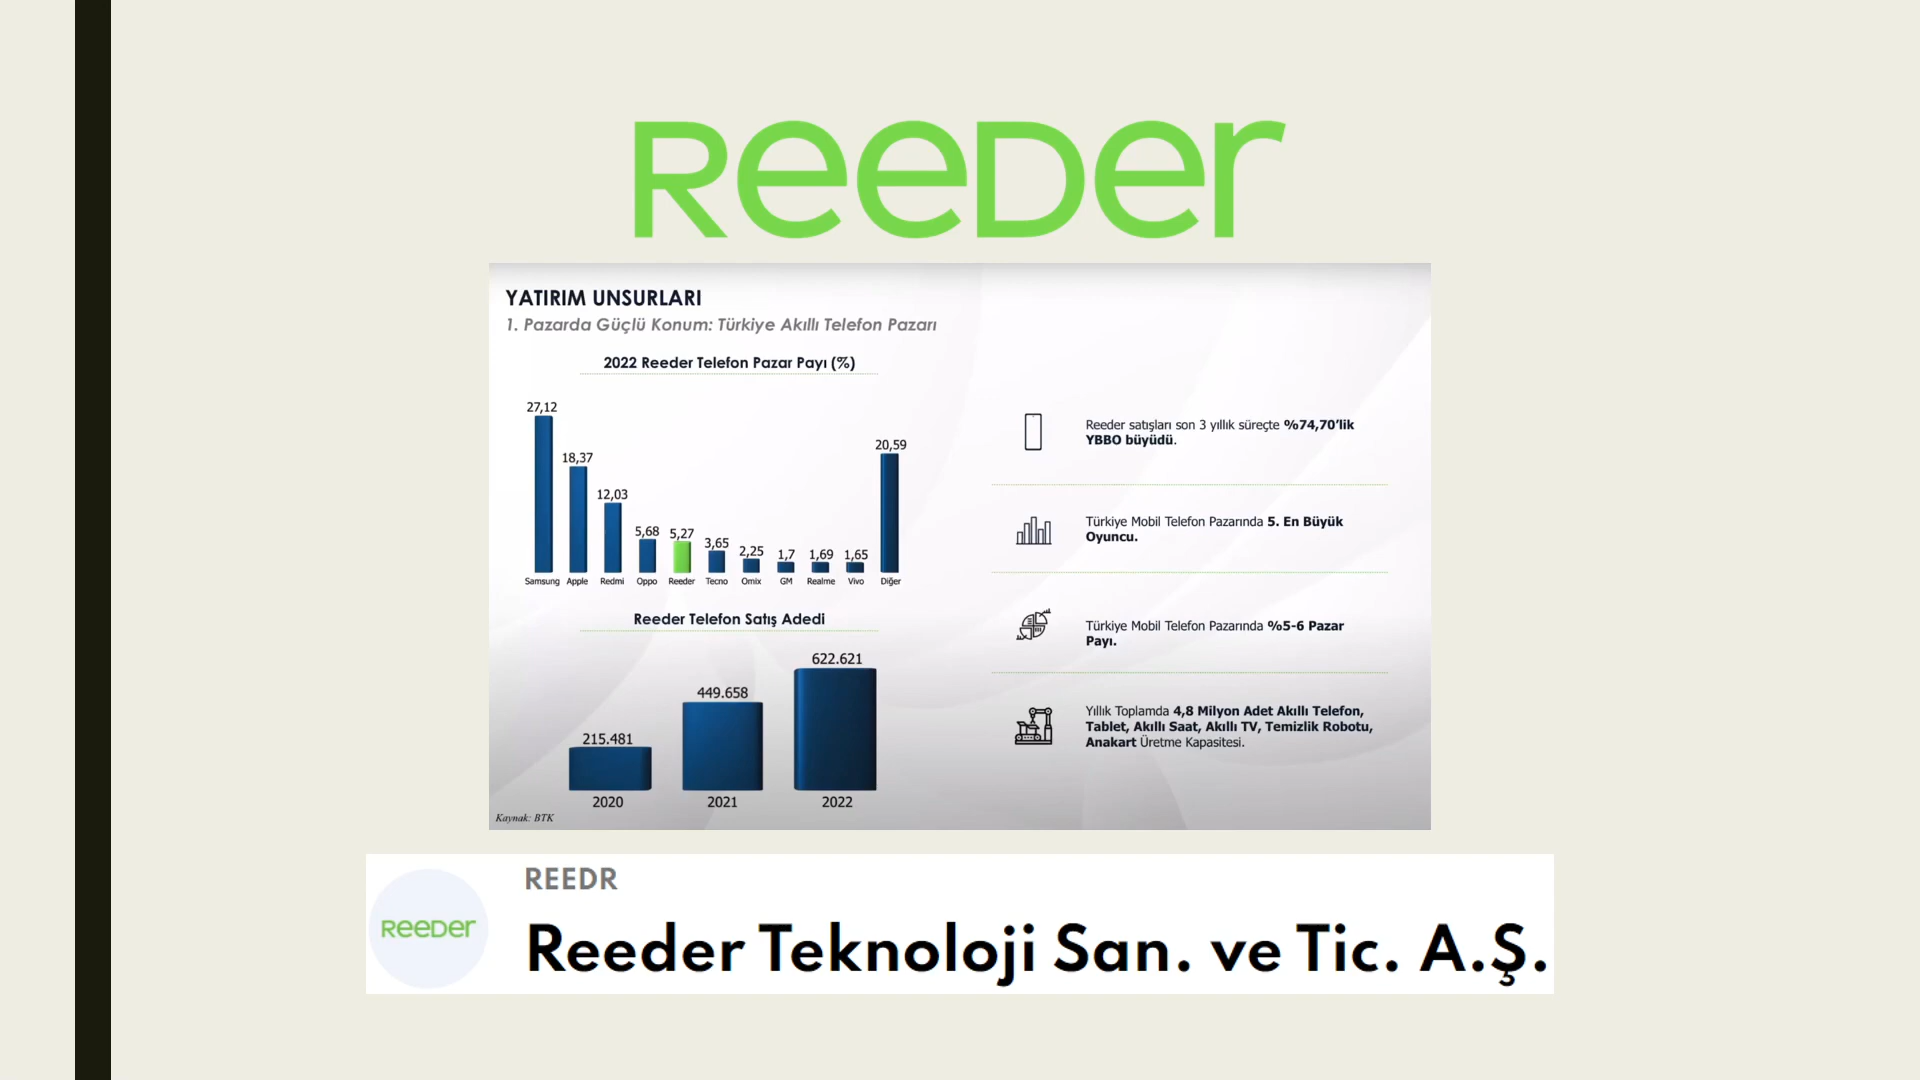 REEDER
YATIRIM UNSURLARI
1. Pazarda Güçlü Konum: Türkiye Akıllı Telefon Pazarı
2022 Reeder Telefon Pazar Payı (%)
27,12
18,37
12,03
5,68
5,27
3,65
2,25
1,7
1,69
1,65
20,59
Samsung Apple Redmi Oppo Reeder Tecno Omix GM Realme Vivo Diğer
Reeder Telefon Satış Adedi
215.481
449.658
622.621
2020 2021 2022
Kaynak: BTK
Reeder satışları son 3 yıllık süreçte %74,70’lik
YBBO büyüdü.
Türkiye Mobil Telefon Pazarında 5. En Büyük
Oyuncu.
Türkiye Mobil Telefon Pazarında %5-6 Pazar
Payı.
Yıllık Toplamda 4,8 Milyon Adet Akıllı Telefon,
Tablet, Akıllı Saat, Akıllı TV, Temizlik Robotu,
Anakart Üretme Kapasitesi.
REEDER
REEDR
Reeder Teknoloji San. ve Tic. A.Ş.